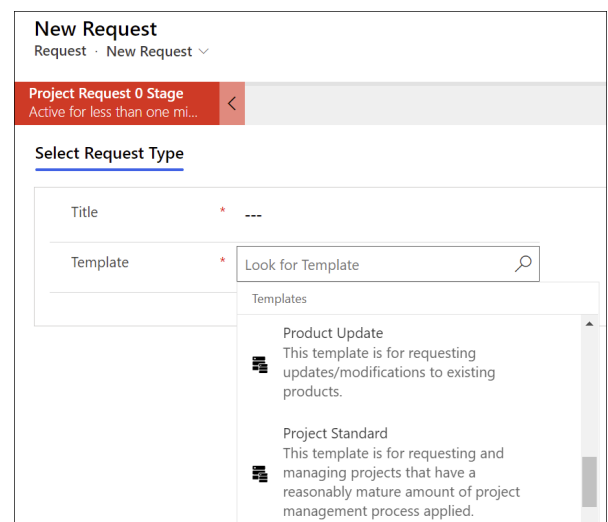 New Request
Request · New Request
Project Request 0 Stage
Active for less than one mi...
Select Request Type
Title * ---
Template * Look for Template
Templates
Product Update
This template is for requesting
updates/modifications to existing
products.
Project Standard
This template is for requesting and
managing projects that have a
reasonably mature amount of project
management process applied.